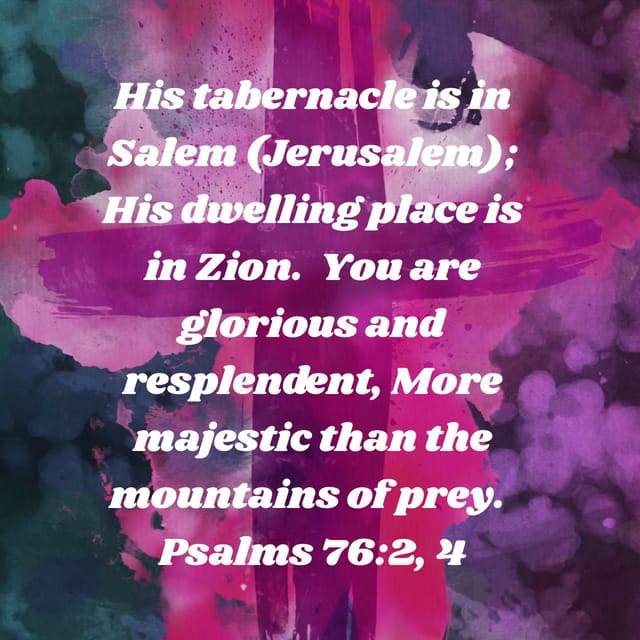 His tabernacle is in
Salem (Jerusalem);
His dwelling place is
in Zion.  You are
glorious and
resplendent, More
majestic than the
mountains of prey.
Psalms 76:2, 4